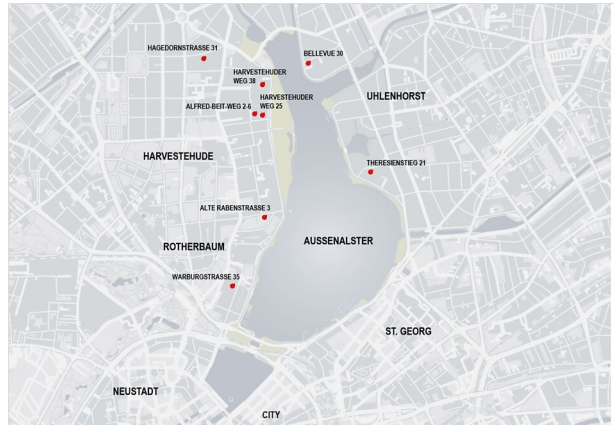 HAGEDORNSTRASSE 31
BELLEVUE 30
HARVESTEHUDER
WEG 38
UHLENHORST
ALFRED-BEIT-WEG 2-6
HARVESTEHUDER
WEG 25
HARVESTEHUDE
THERESIENSTIEG 21
ALTE RABENSTRASSE 3
ROTHERBAUM
AUSSENALSTER
WARBURGSTRASSE 35
ST. GEORG
NEUSTADT
CITY